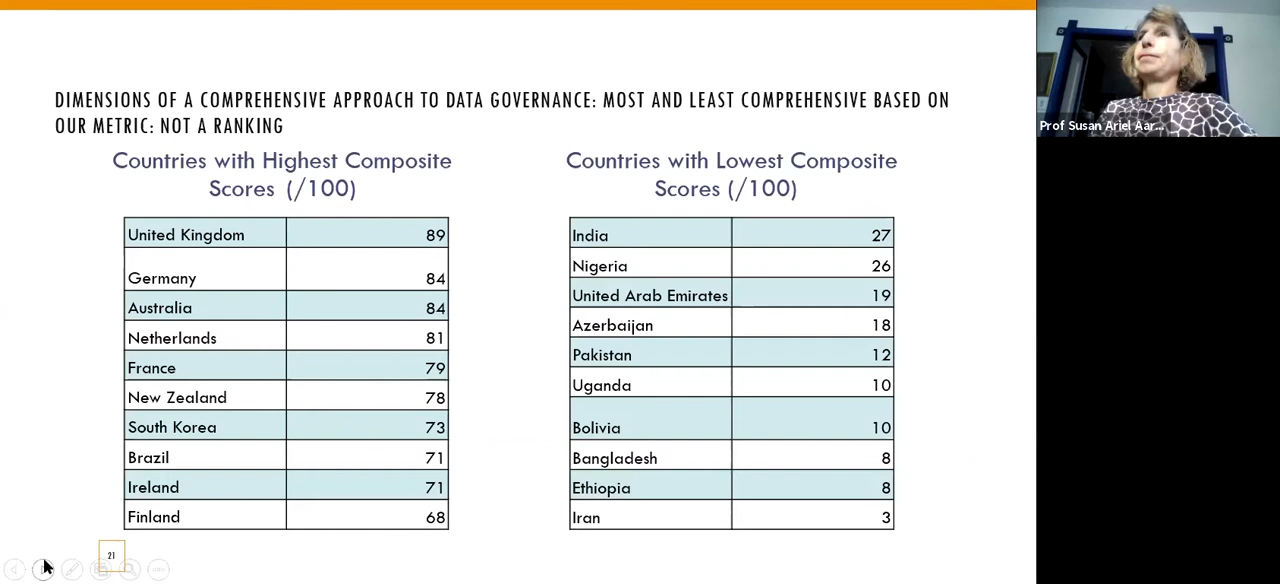 DIMENSIONS OF A COMPREHENSIVE APPROACH TO DATA GOVERNANCE: MOST AND LEAST COMPREHENSIVE BASED ON
OUR METRIC: NOT A RANKING
Countries with Highest Composite
Scores (/100)
United Kingdom 89
Germany 84
Australia 84
Netherlands 81
France 79
New Zealand 78
South Korea 73
Brazil 71
Ireland 71
Finland 68
Countries with Lowest Composite
Scores (/100)
India 27
Nigeria 26
United Arab Emirates 19
Azerbaijan 18
Pakistan 12
Uganda 10
Bolivia 10
Bangladesh 8
Ethiopia 8
Iran 3
21
Prof Susan Ariel Aar...